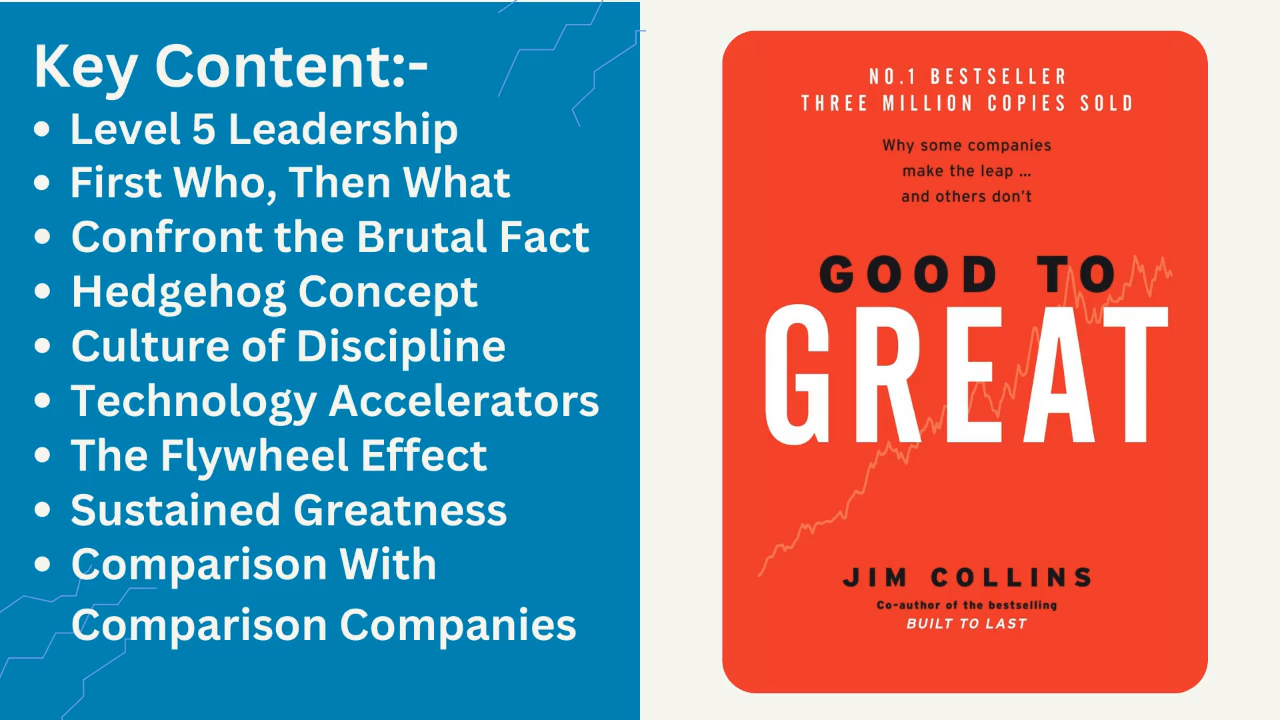 Key Content:-
• Level 5 Leadership
• First Who, Then What
• Confront the Brutal Fact
• Hedgehog Concept
• Culture of Discipline
• Technology Accelerators
• The Flywheel Effect
• Sustained Greatness
• Comparison With
Comparison Companies
NO.1 BESTSELLER
THREE MILLION COPIES SOLD
Why some companies
make the leap ...
and others don't
GOOD TO
GREAT
JIM COLLINS
Co-author of the bestselling
BUILT TO LAST